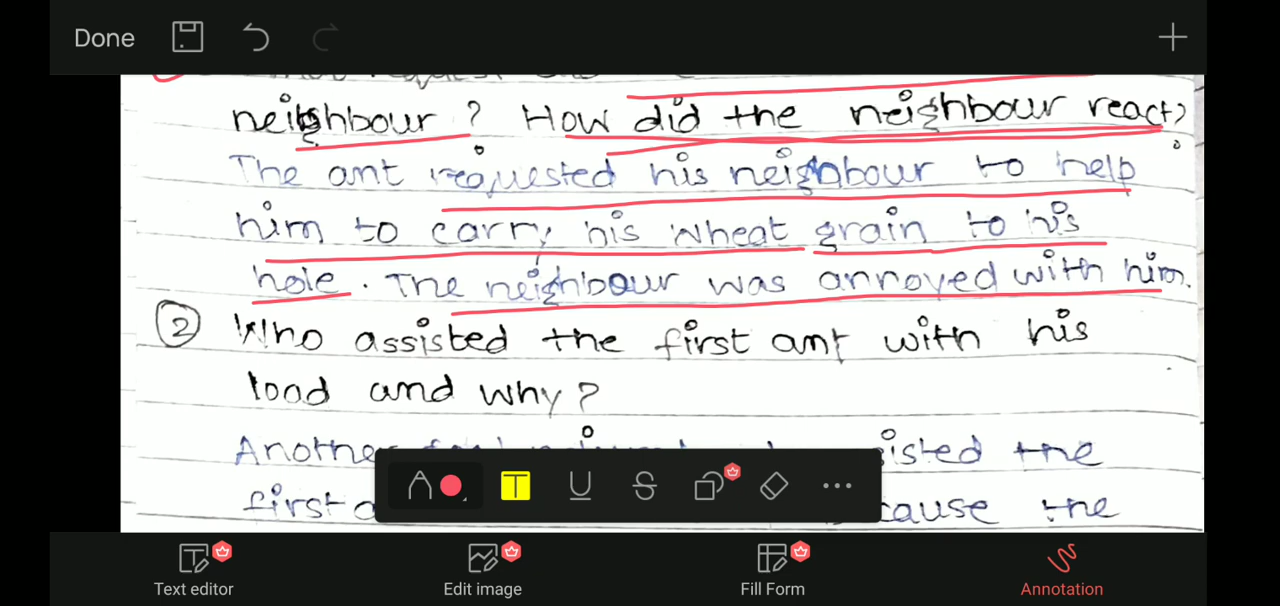 Done
neighbour? How did the neighbour react?
The ant requested his neighbour to help
him to carry his wheat grain to his
hole. The neighbour was annoyed with him.
2 Who assisted the first ant with his
load and why?
Another the
first cause the
Text editor Edit image Fill Form Annotation